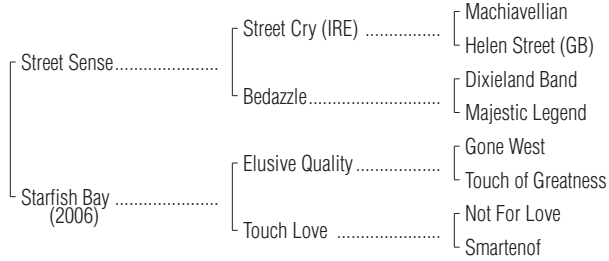 Machiavellian
Street Cry (IRE) ..................
Helen Street (GB)
Street Sense.........................
Dixieland Band
Bedazzle................................
Majestic Legend
Gone West
Elusive Quality ....................
Touch of Greatness
Starfish Bay .........................
(2006)
Not For Love
Touch Love .........................
Smartenof